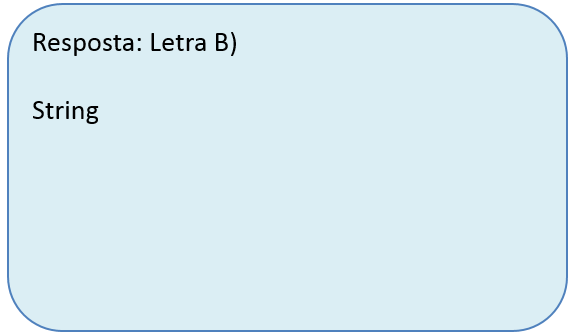 Resposta: Letra B)
String